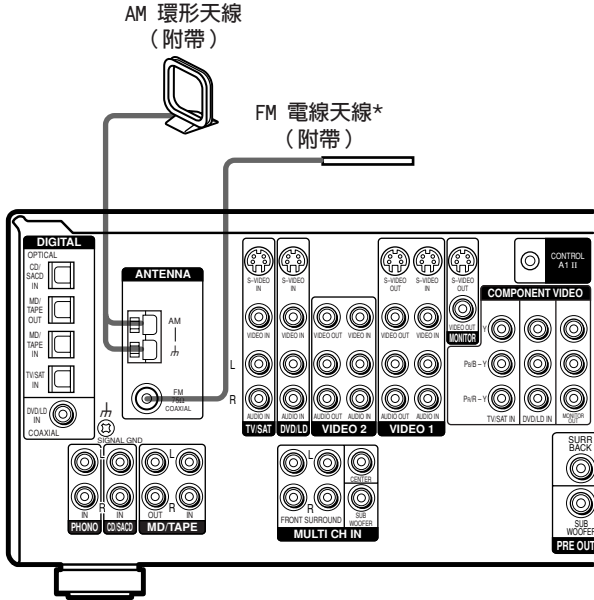 AM 環形天線
(附帶)
FM 電線天線*
(附帶)
DIGITAL
OPTICAL
CD/
SACD
IN
MD/
TAPE
OUT
MD/
TAPE
IN
TV/SAT
IN
DVD/LD
IN
COAXIAL
ANTENNA
AM
FM
75Ω
COAXIAL
SIGNAL GND
L
R
IN
IN
PHONO
CD/SACD
L
R
OUT
IN
MD/TAPE
S-VIDEO
IN
S-VIDEO
IN
S-VIDEO
OUT
S-VIDEO
IN
S-VIDEO
OUT
VIDEO IN
VIDEO IN
VIDEO OUT
VIDEO IN
VIDEO OUT
VIDEO IN
VIDEO OUT
MONITOR
L
R
AUDIO IN
AUDIO IN
AUDIO OUT
AUDIO IN
AUDIO OUT
AUDIO IN
TV/SAT
DVD/LD
VIDEO 2
VIDEO 1
CONTROL
A1 II
COMPONENT VIDEO
Y
PB/B-Y
PR/R-Y
TV/SAT IN
DVD/LD IN
MONITOR
OUT
L
R
FRONT
SURROUND
CENTER
SUB
WOOFER
MULTI CH IN
SURR
BACK
SUB
WOOFER
PRE OUT